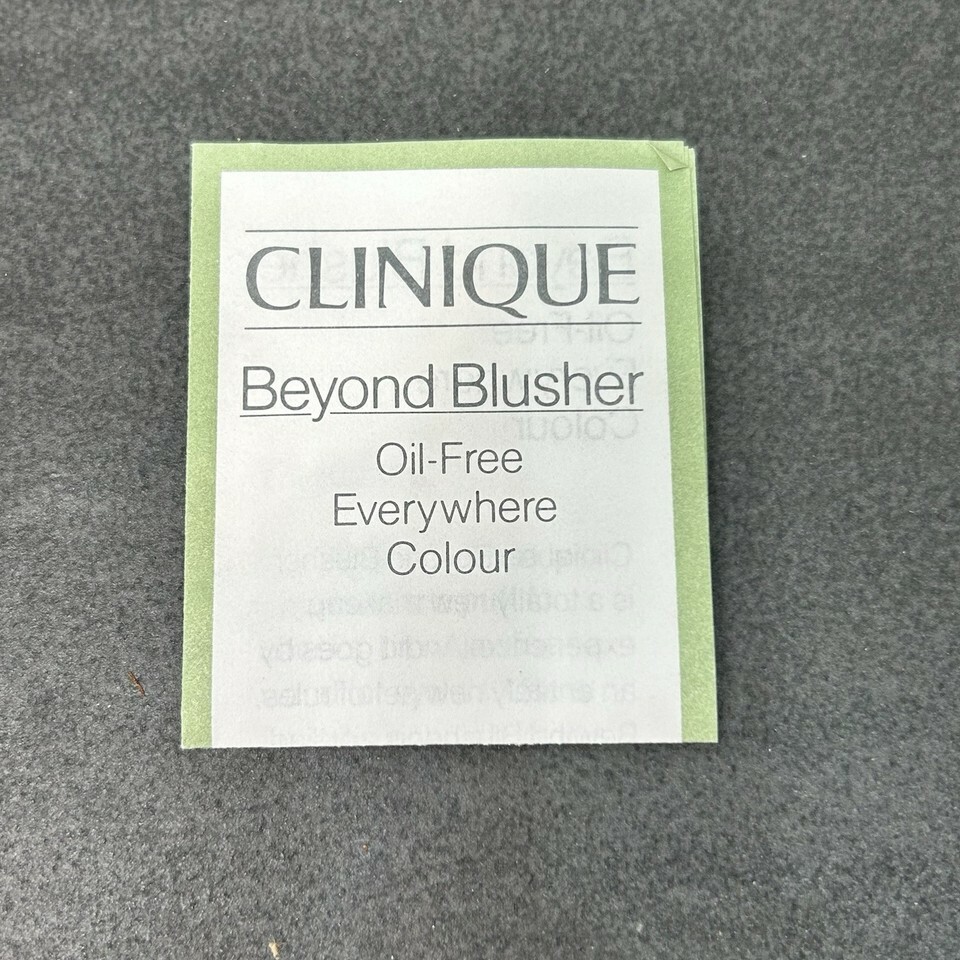 CLINIQUE
Beyond Blusher
Oil-Free
Everywhere
Colour